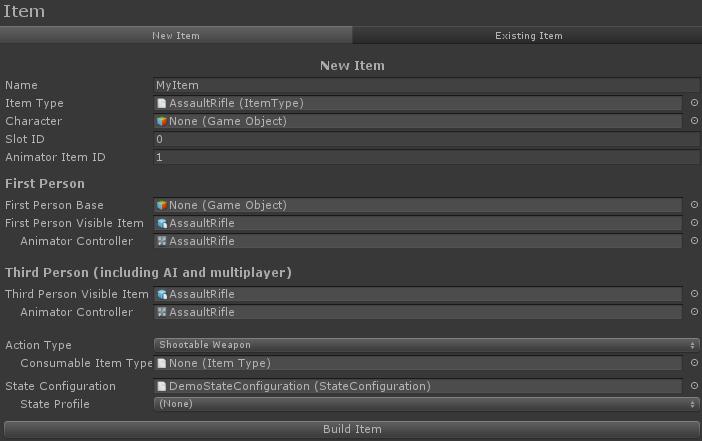 Item
New Item Existing Item
New Item
Name MyItem
Item Type AssaultRifle (ItemType)
Character None (Game Object)
Slot ID 0
Animator Item ID 1
First Person
First Person Base None (Game Object)
First Person Visible Item AssaultRifle
Animator Controller AssaultRifle
Third Person (including AI and multiplayer)
Third Person Visible Item AssaultRifle
Animator Controller AssaultRifle
Action Type Shootable Weapon
Consumable Item Type None (Item Type)
State Configuration DemoStateConfiguration (StateConfiguration)
State Profile (None)
Build Item